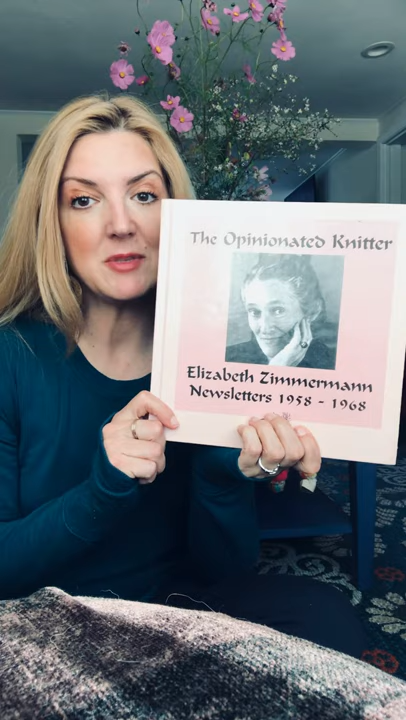 The Opinionated Knitter
Elizabeth Zimmermann
Newsletters 1958 - 1968